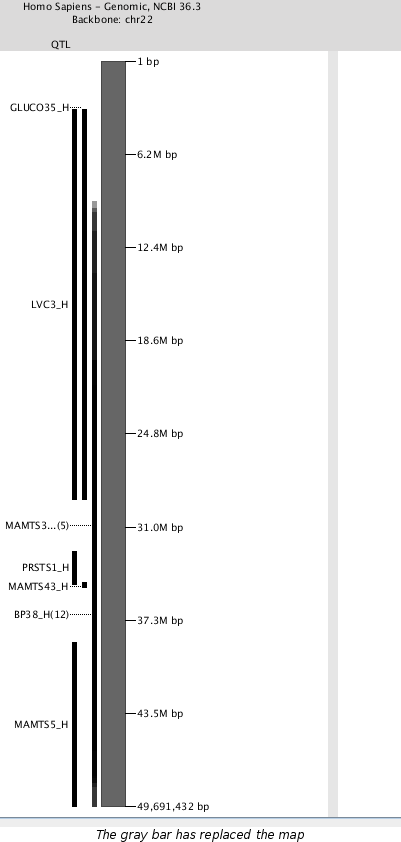 Homo Sapiens - Genomic, NCBI 36.3
Backbone: chr22
QTL
1 bp
GLUCO35_H
6.2M bp
12.4M bp
LVC3_H
18.6M bp
24.8M bp
MAMTS3...(5)
31.0M bp
PRSTS1_H
MAMTS43_H
BP38_H(12)
37.3M bp
43.5M bp
MAMTS5_H
49,691,432 bp
The gray bar has replaced the map